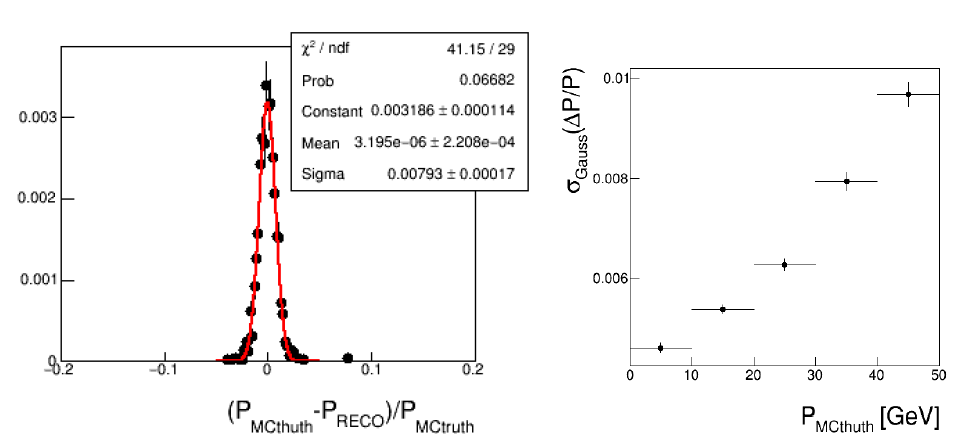 χ² / ndf 41.15 / 29
Prob 0.06682
Constant 0.003186 ± 0.000114
Mean 3.195e−06 ± 2.208e−04
Sigma 0.00793 ± 0.00017
0.003
0.002
0.001
0
−0.2 −0.1 0 0.1 0.2
(P_MCthuth-P_RECO)/P_MCtruth
σ_Gauss(ΔP/P)
0.01
0.008
0.006
0 10 20 30 40 50
P_MCthuth [GeV]